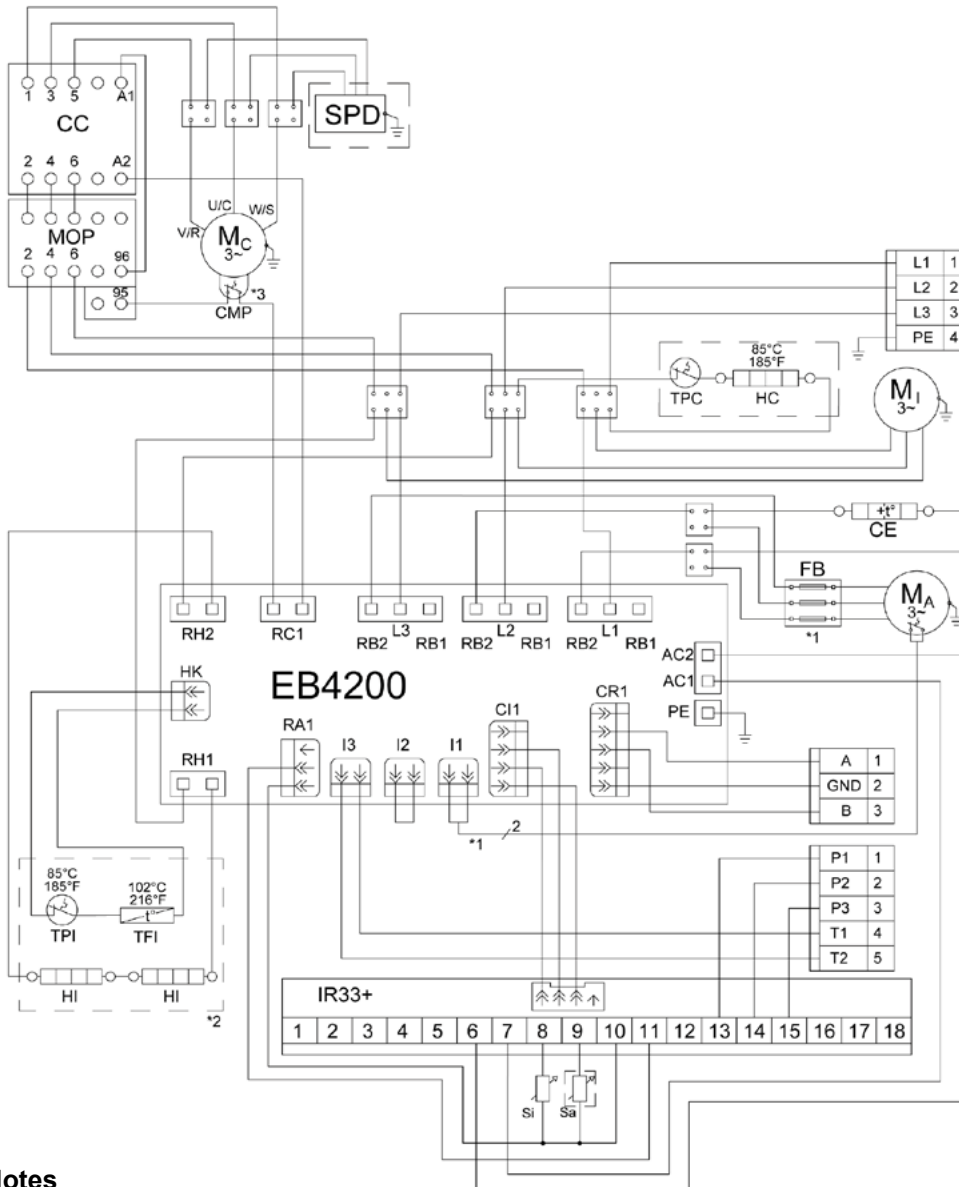 1 3 5 A1
CC
2 4 6 A2
MOP
2 4 6 96
95
SPD
U/C
V/R
W/S
MC
3~
*3
CMP
L1 1
L2 2
L3 3
PE 4
85°C
185°F
TPC
HC
MI
3~
+t°
CE
FB
*1
MA
3~
RH2
RC1
L3
RB2 RB1
L2
RB2 RB1
L1
RB2 RB1
AC2
AC1
PE
HK
EB4200
RA1
I3
I2
I1
CI1
CR1
RH1
*1
2
A 1
GND 2
B 3
P1 1
P2 2
P3 3
T1 4
T2 5
85°C
185°F
TPI
102°C
216°F
t°
TFI
HI
HI
*2
IR33+
1 2 3 4 5 6 7 8 9 10 11 12 13 14 15 16 17 18
Si
Sa